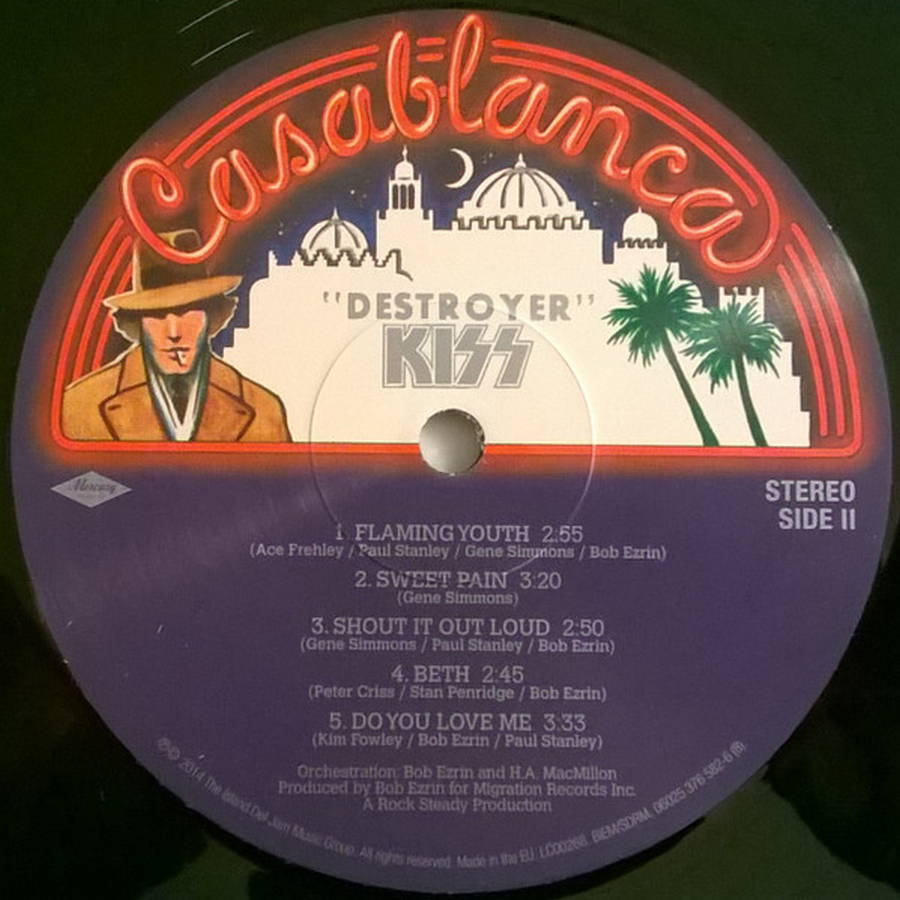 Casablanca
"DESTROYER"
KISS
Mercury
STEREO
SIDE II
1. FLAMING YOUTH 2:55
(Ace Frehley / Paul Stanley / Gene Simmons / Bob Ezrin)
2. SWEET PAIN 3:20
(Gene Simmons)
3. SHOUT IT OUT LOUD 2:50
(Gene Simmons / Paul Stanley / Bob Ezrin)
4. BETH 2:45
(Peter Criss / Stan Penridge / Bob Ezrin)
5. DO YOU LOVE ME 3:33
(Kim Fowley / Bob Ezrin / Paul Stanley)
Orchestration: Bob Ezrin and H.A. MacMillon
Produced by Bob Ezrin for Migration Records Inc.
A Rock Steady Production
℗© 2014 The Island Def Jam Music Group. All rights reserved. Made in the EU. LC00268. BIEM/SDRM. 06025 376 582-6 (B)